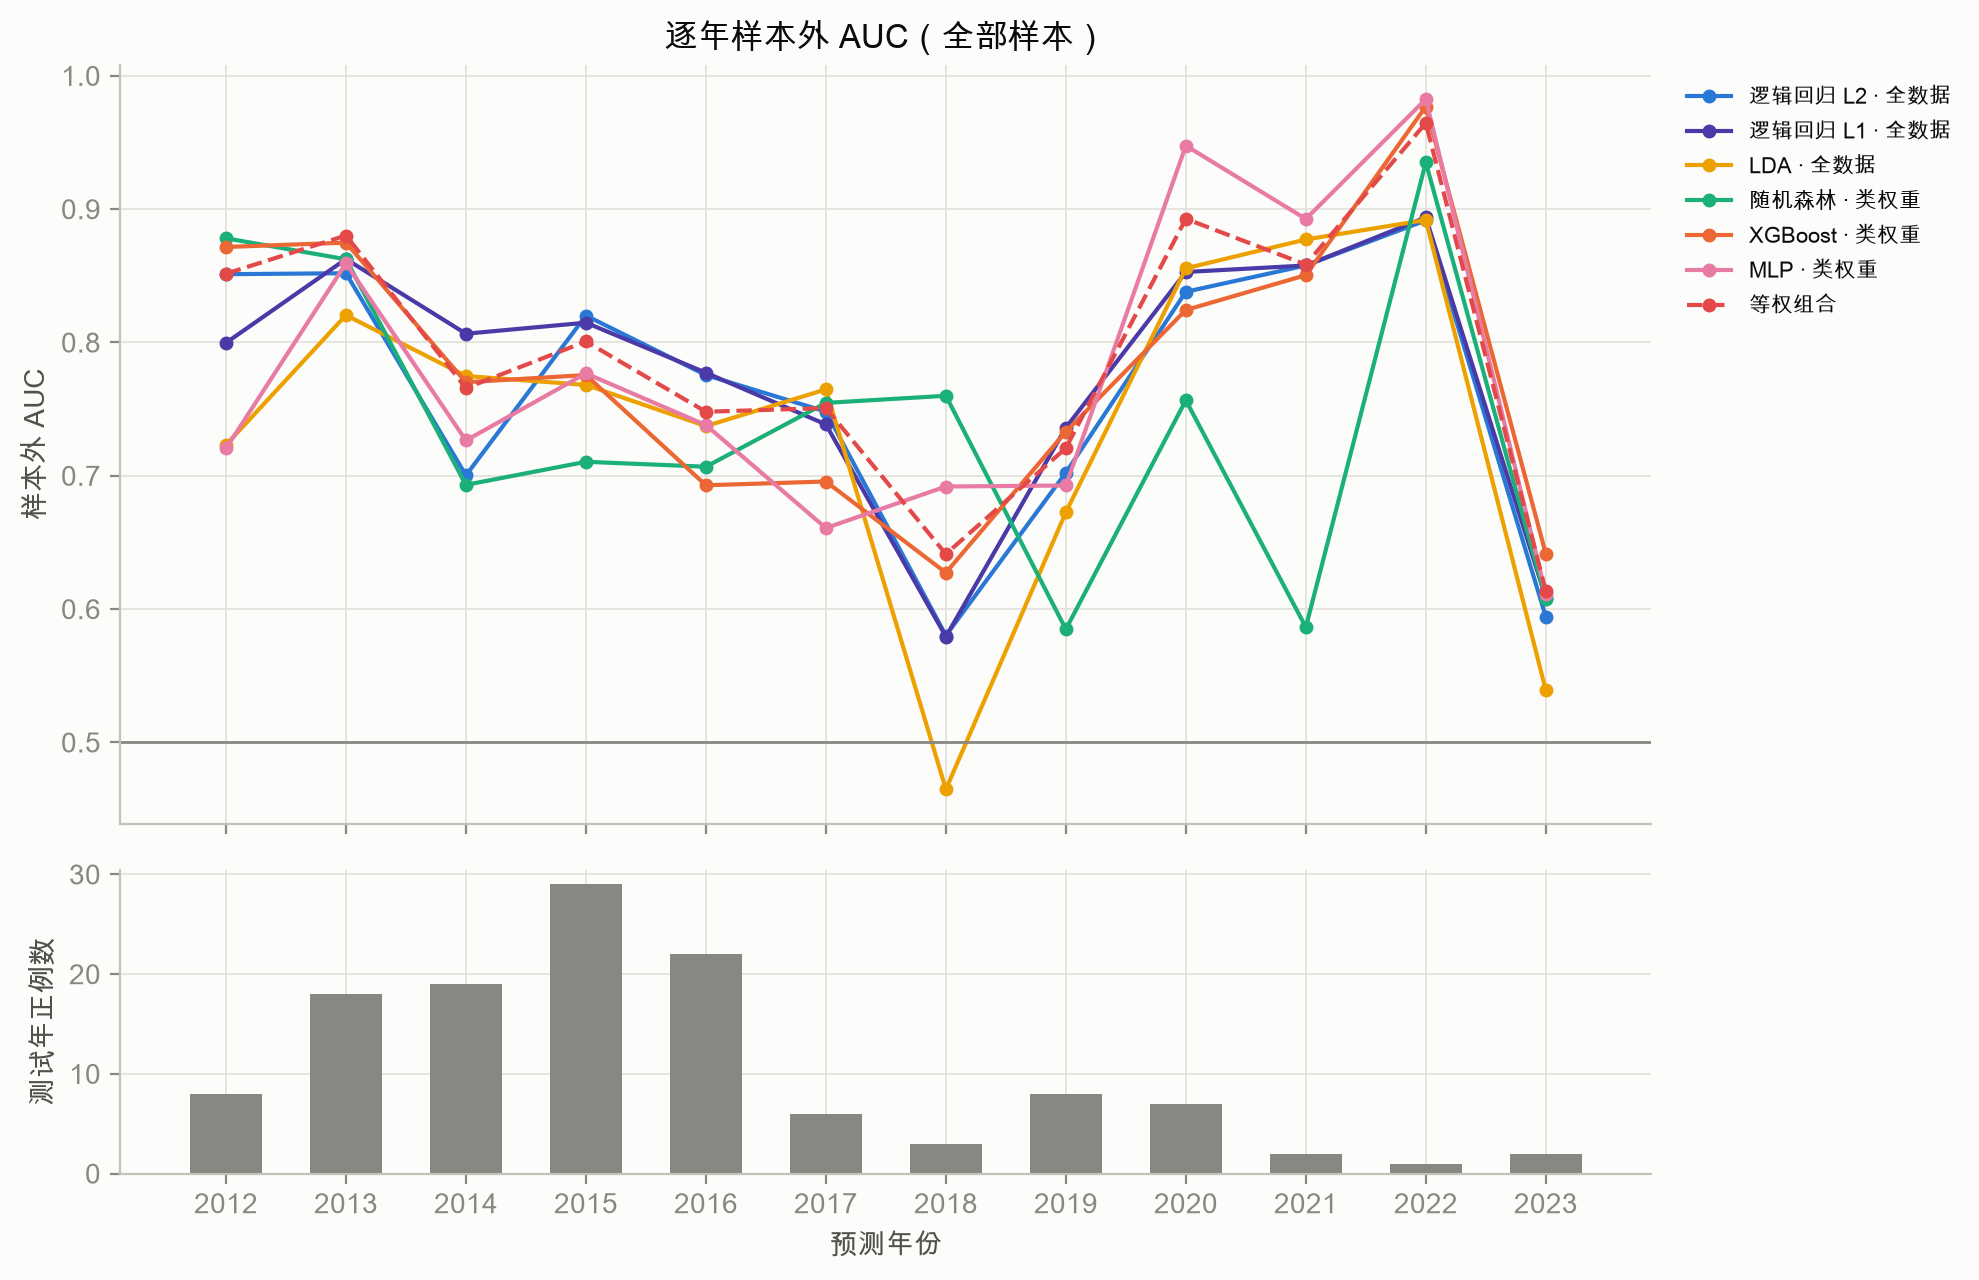 逐年样本外 AUC（全部样本）
样本外 AUC
1.0
0.9
0.8
0.7
0.6
0.5
逻辑回归 L2 · 全数据
逻辑回归 L1 · 全数据
LDA · 全数据
随机森林 · 类权重
XGBoost · 类权重
MLP · 类权重
等权组合
测试年正例数
30
20
10
0
2012 2013 2014 2015 2016 2017 2018 2019 2020 2021 2022 2023
预测年份